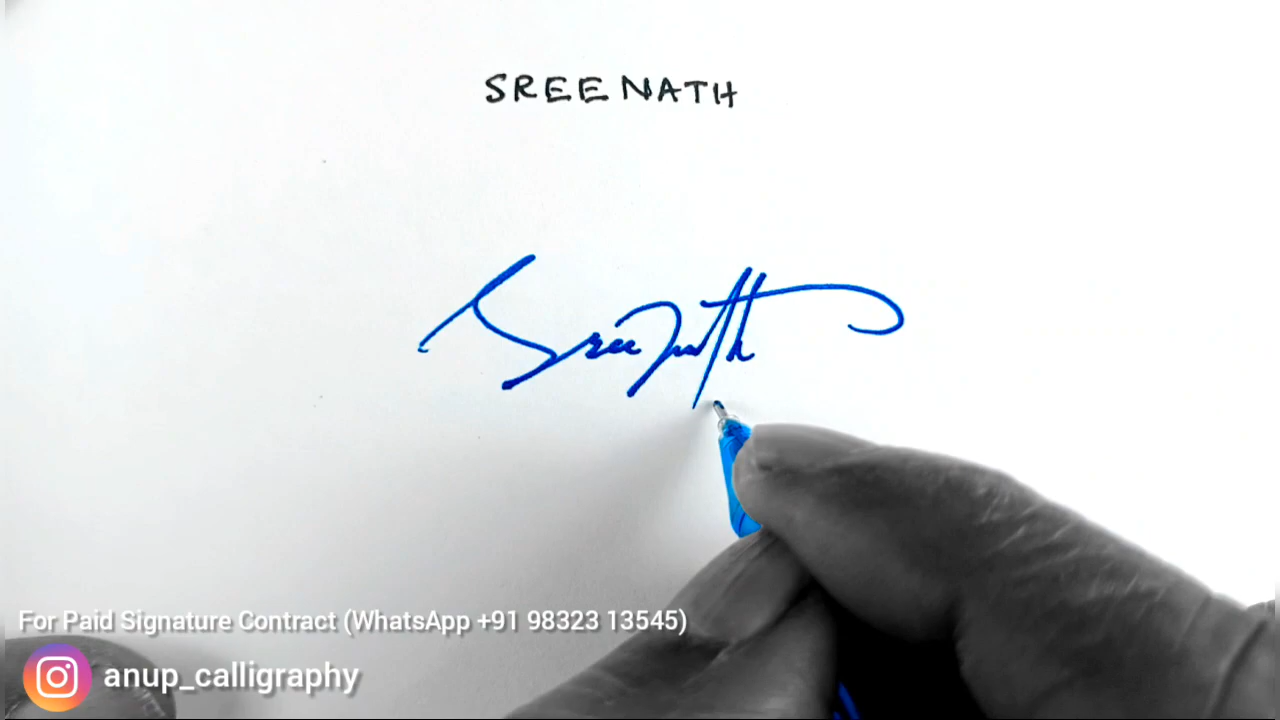 SREENATH
Sreenath
For Paid Signature Contract (WhatsApp +91 98323 13545)
anup_calligraphy